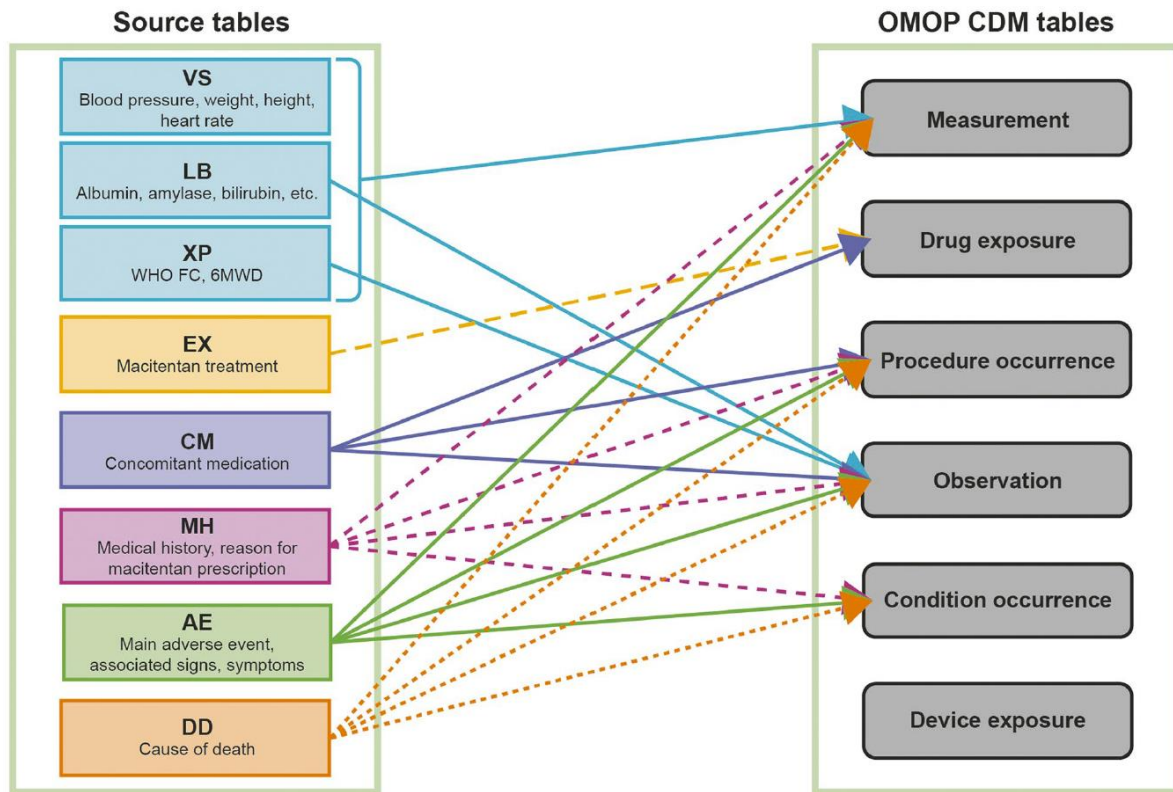 Source tables
VS
Blood pressure, weight, height,
heart rate
LB
Albumin, amylase, bilirubin, etc.
XP
WHO FC, 6MWD
EX
Macitentan treatment
CM
Concomitant medication
MH
Medical history, reason for
macitentan prescription
AE
Main adverse event,
associated signs, symptoms
DD
Cause of death
OMOP CDM tables
Measurement
Drug exposure
Procedure occurrence
Observation
Condition occurrence
Device exposure